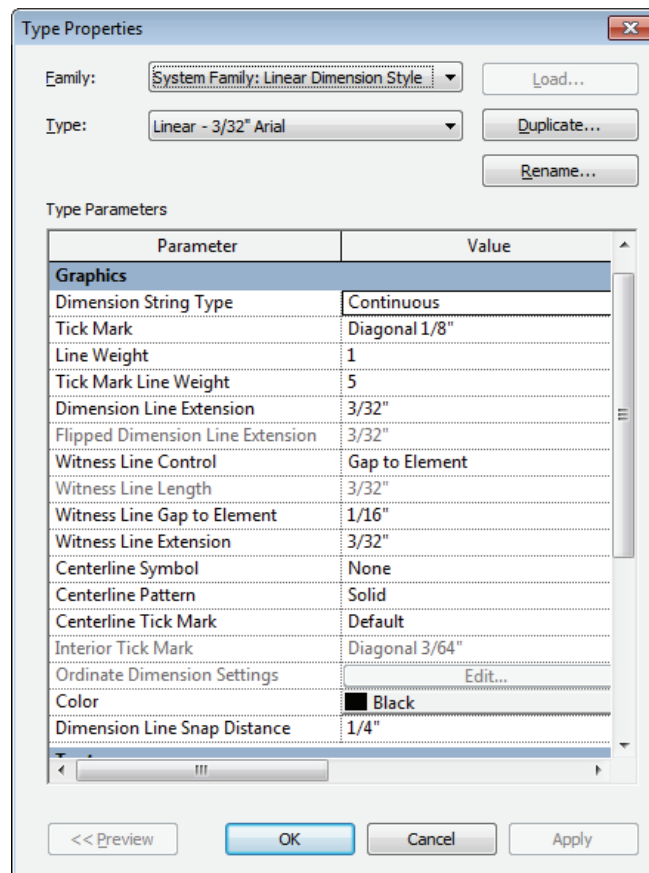 Type Properties
Family: System Family: Linear Dimension Style Load...
Type: Linear - 3/32" Arial Duplicate...
Rename...
Type Parameters
Parameter Value
Graphics
Dimension String Type Continuous
Tick Mark Diagonal 1/8"
Line Weight 1
Tick Mark Line Weight 5
Dimension Line Extension 3/32"
Flipped Dimension Line Extension 3/32"
Witness Line Control Gap to Element
Witness Line Length 3/32"
Witness Line Gap to Element 1/16"
Witness Line Extension 3/32"
Centerline Symbol None
Centerline Pattern Solid
Centerline Tick Mark Default
Interior Tick Mark Diagonal 3/64"
Ordinate Dimension Settings Edit...
Color Black
Dimension Line Snap Distance 1/4"
<< Preview OK Cancel Apply